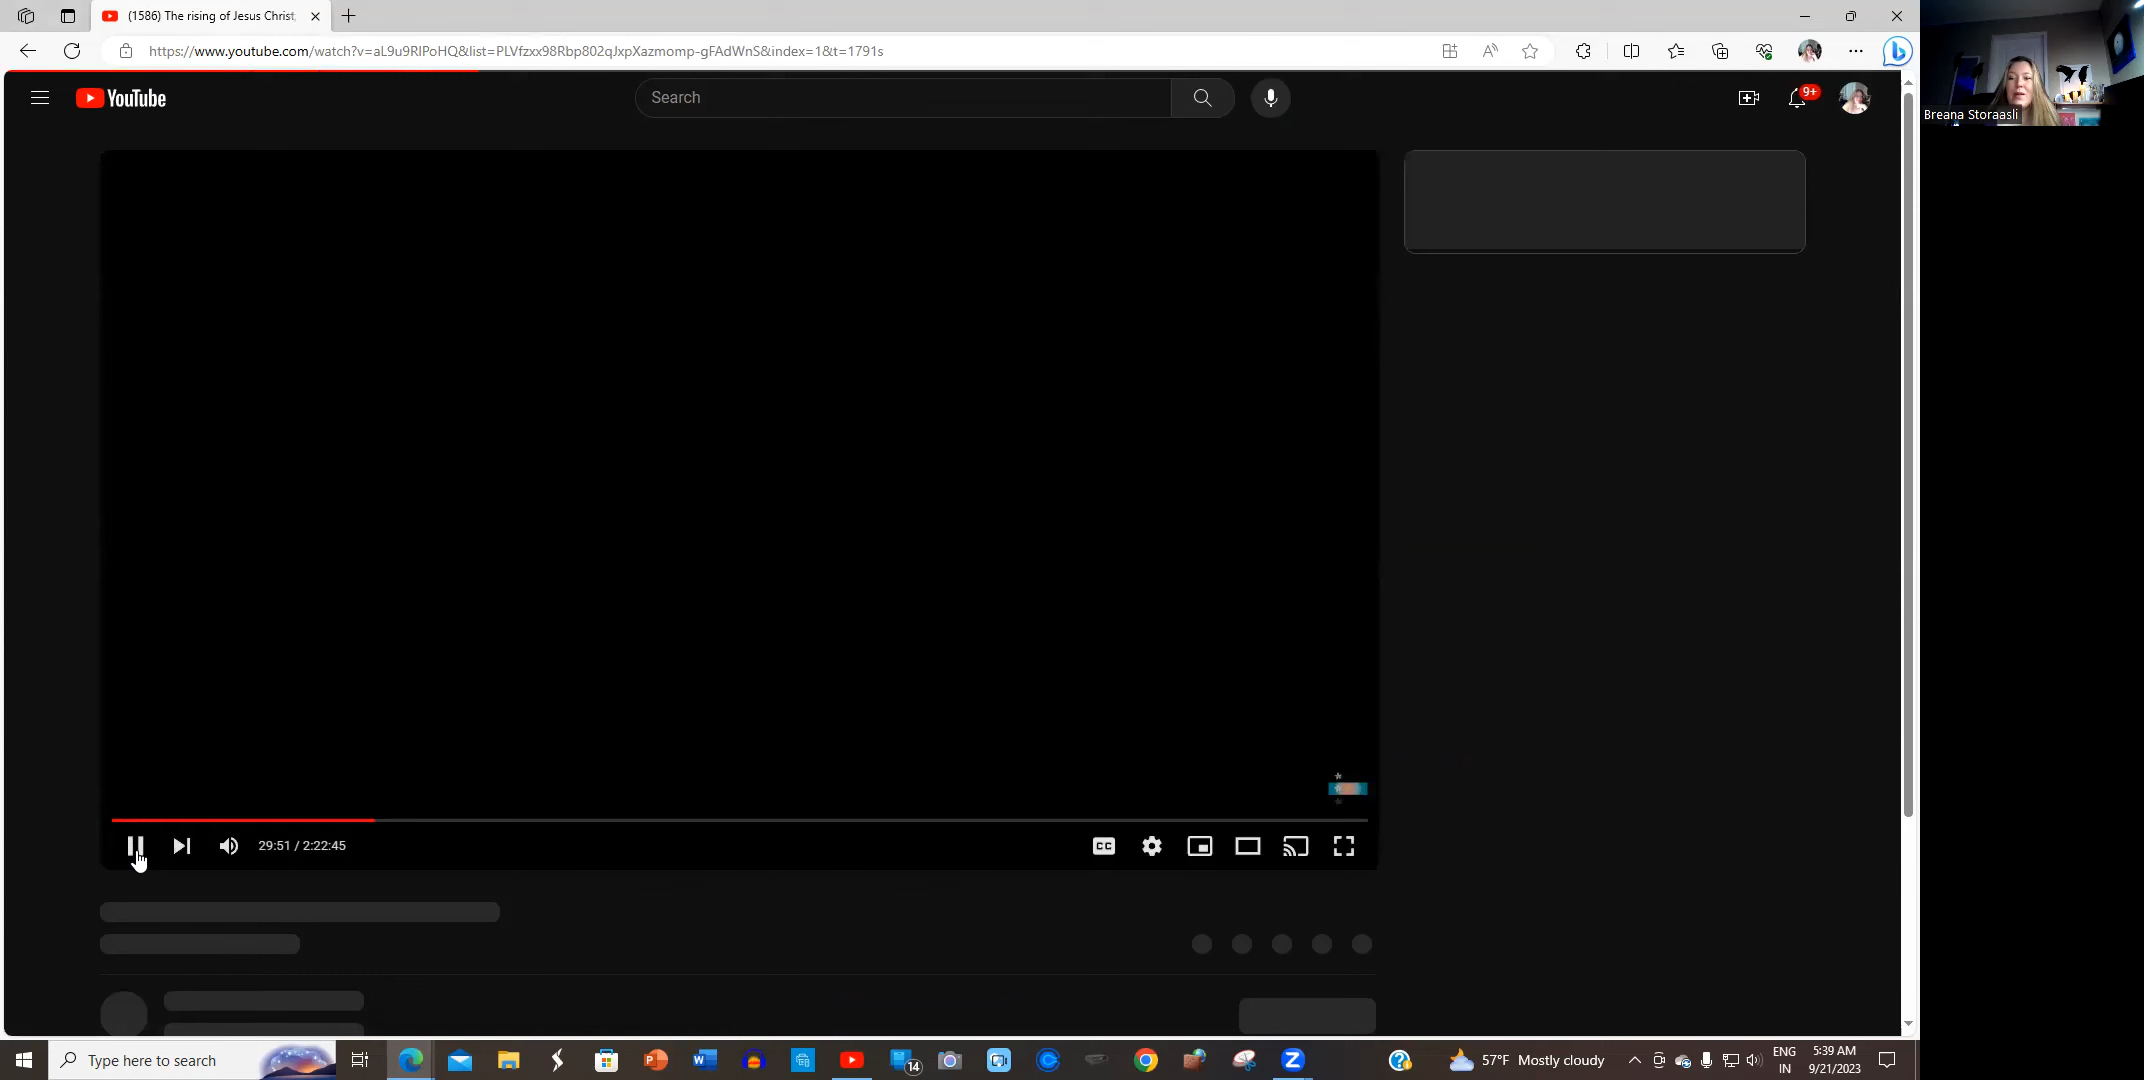 (1586) The rising of Jesus Christ,
https://www.youtube.com/watch?v=aL9u9RIPoHQ&list=PLVfzxx98Rbp802qJxpXazmomp-gFAdWnS&index=1&t=1791s
YouTube
Search
9+
Breana Storaasli
29:51 / 2:22:45
CC
Type here to search
14
57°F Mostly cloudy
ENG
IN
5:39 AM
9/21/2023